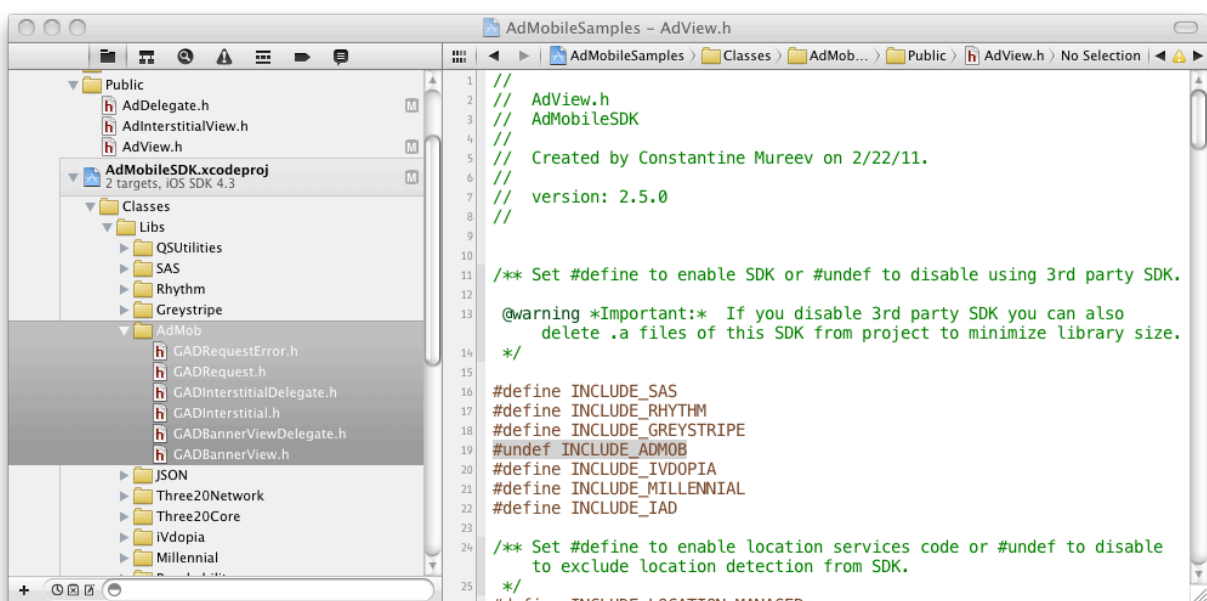 AdMobileSamples – AdView.h
AdMobileSamples Classes AdMob... Public h AdView.h No Selection
Public
h AdDelegate.h M
h AdInterstitialView.h
h AdView.h M
AdMobileSDK.xcodeproj M
2 targets, iOS SDK 4.3
Classes
Libs
QSUtilities
SAS
Rhythm
Greystripe
AdMob
h GADRequestError.h
h GADRequest.h
h GADInterstitialDelegate.h
h GADInterstitial.h
h GADBannerViewDelegate.h
h GADBannerView.h
JSON
Three20Network
Three20Core
iVdopia
Millennial
1 //
2 // AdView.h
3 // AdMobileSDK
4 //
5 // Created by Constantine Mureev on 2/22/11.
6 //
7 // version: 2.5.0
8 //
9
10
11 /** Set #define to enable SDK or #undef to disable using 3rd party SDK.
12
13 @warning *Important:* If you disable 3rd party SDK you can also
delete .a files of this SDK from project to minimize library size.
14 */
15
16 #define INCLUDE_SAS
17 #define INCLUDE_RHYTHM
18 #define INCLUDE_GREYSTRIPE
19 #undef INCLUDE_ADMOB
20 #define INCLUDE_IVDOPIA
21 #define INCLUDE_MILLENNIAL
22 #define INCLUDE_IAD
23
24 /** Set #define to enable location services code or #undef to disable
to exclude location detection from SDK.
25 */
#define INCLUDE_LOCATION_MANAGER